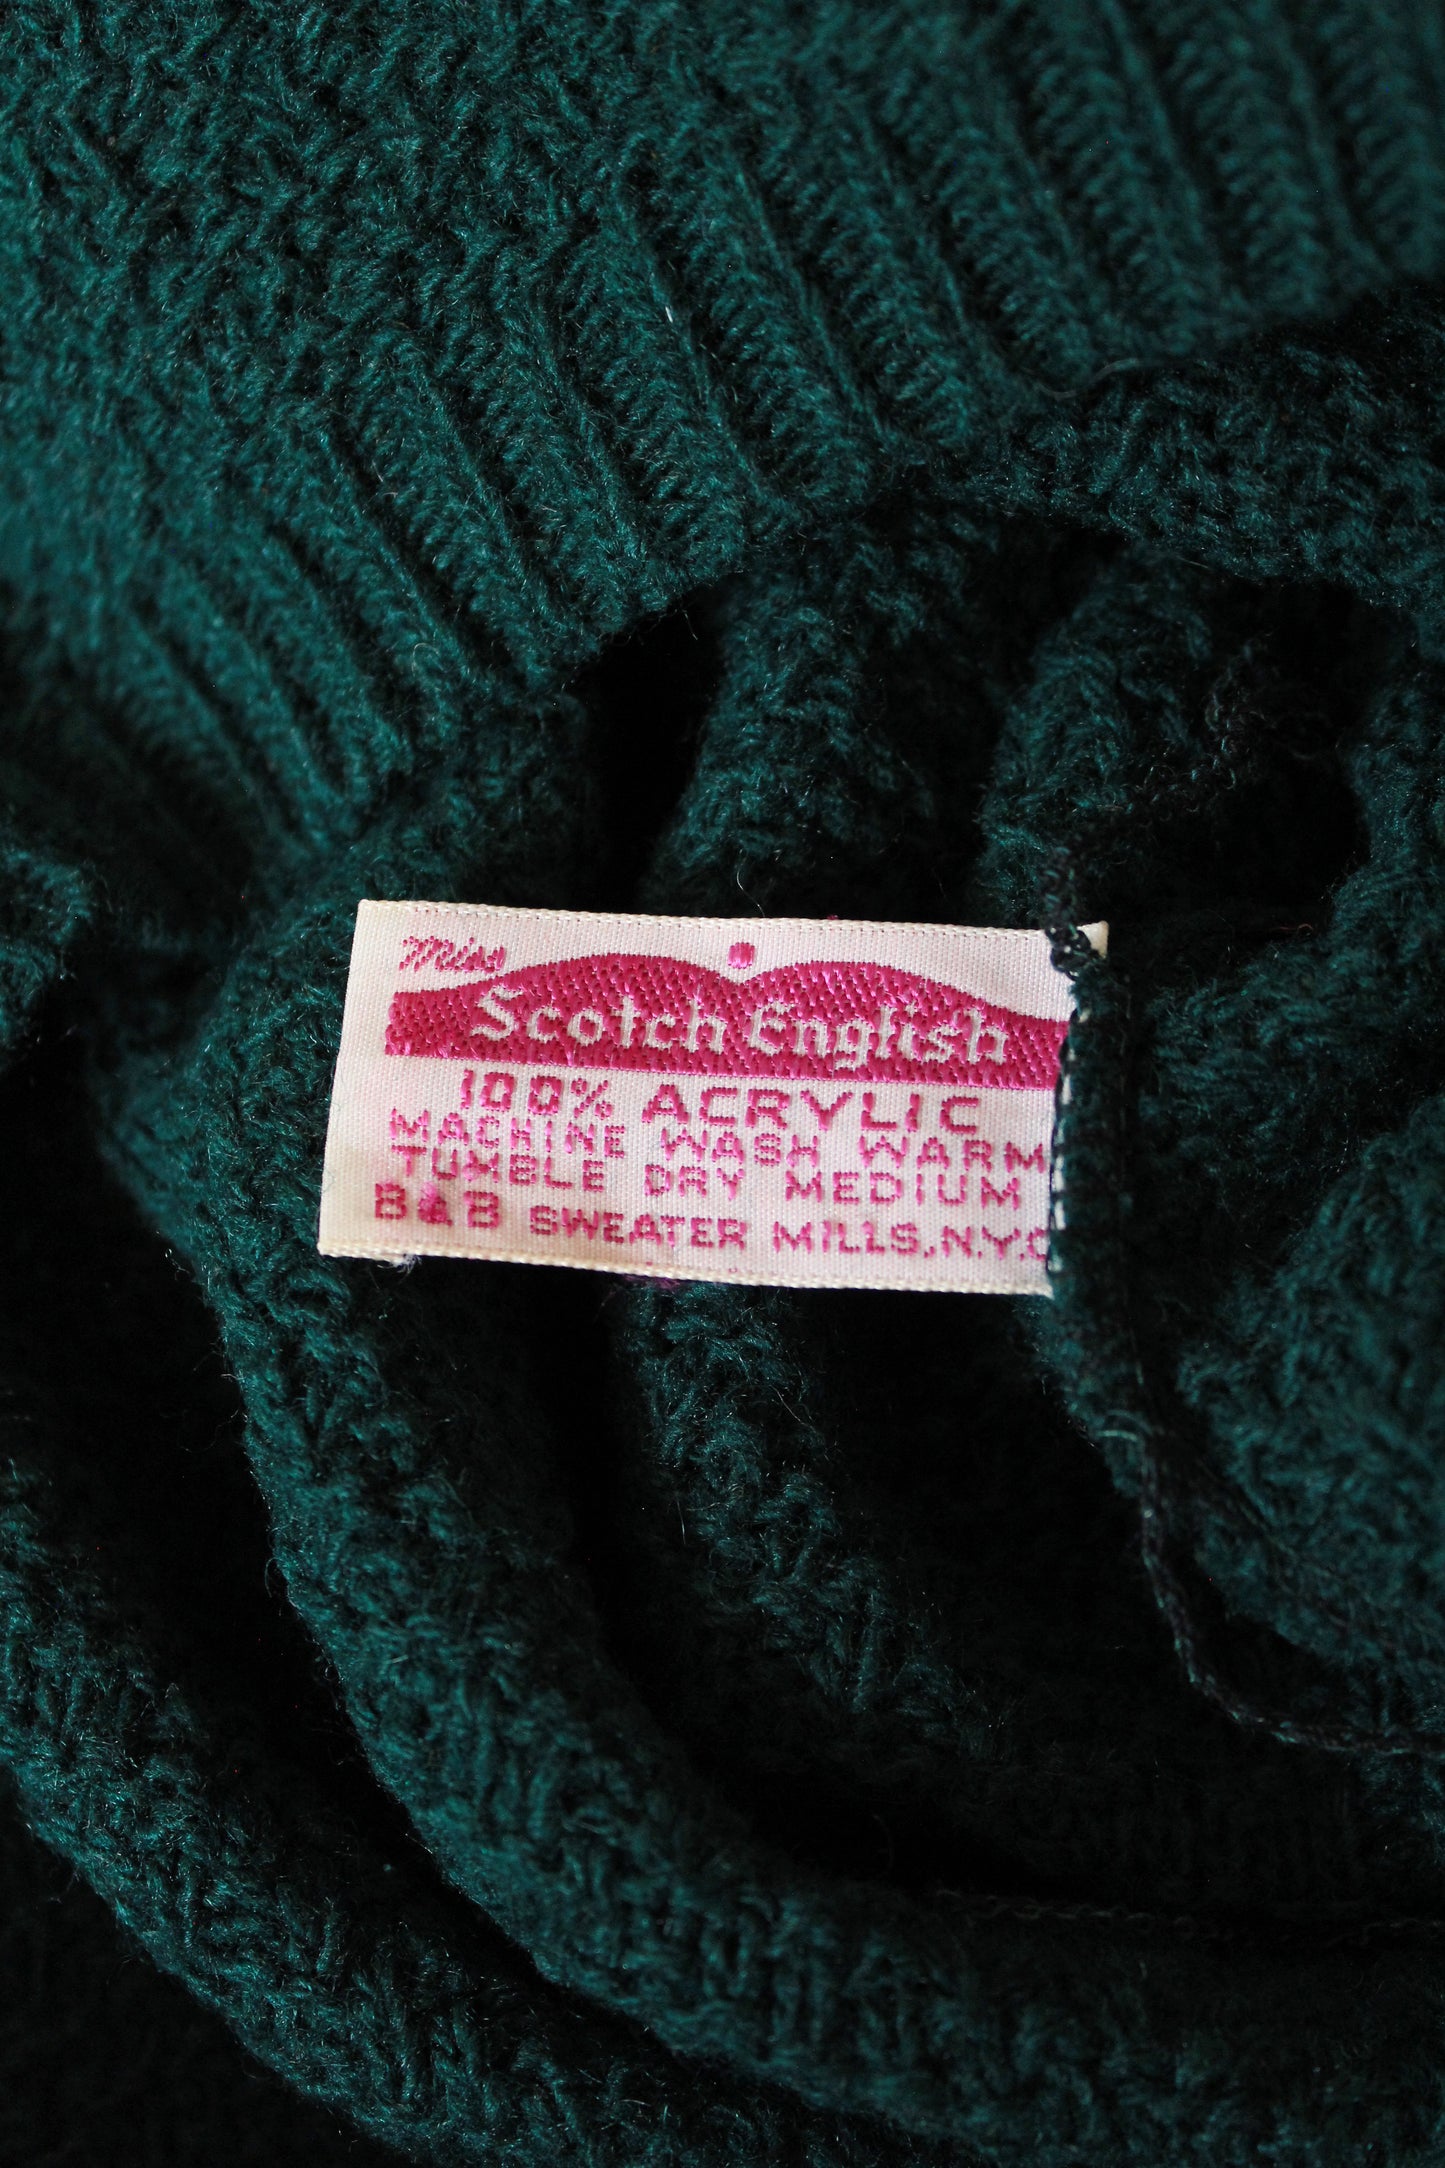 Miss
Scotch English
100% ACRYLIC
MACHINE WASH WARM
TUMBLE DRY MEDIUM
B&B SWEATER MILLS, N.Y.C